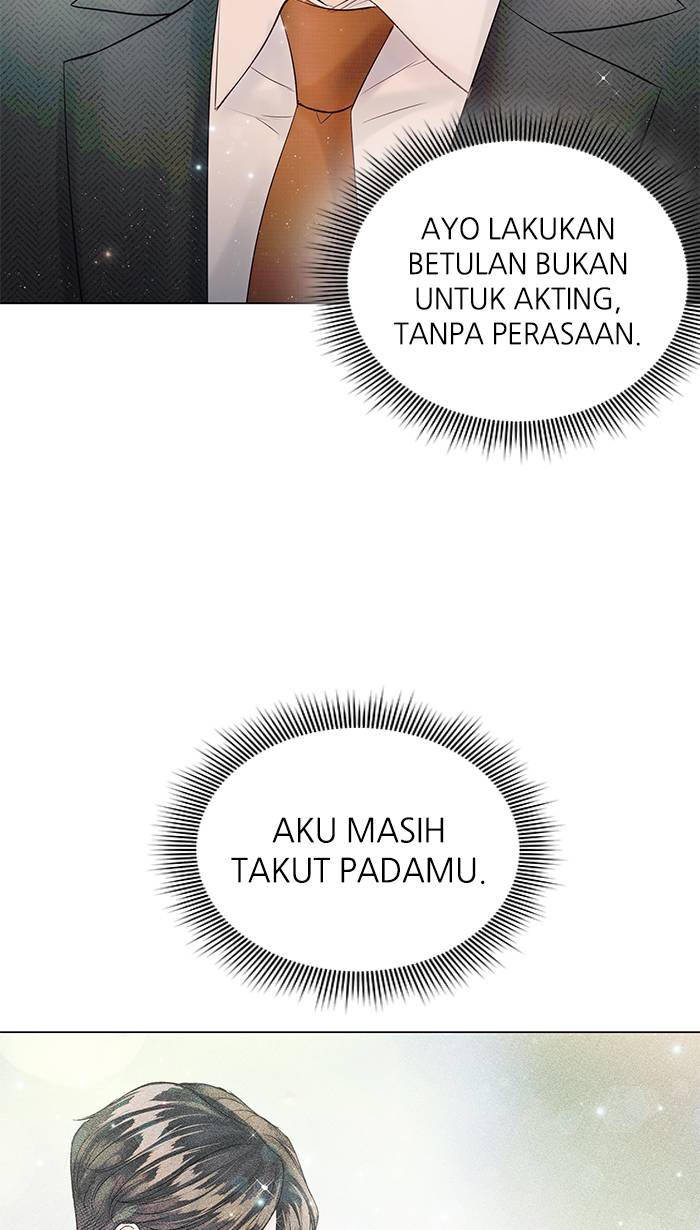 AYO LAKUKAN
BETULAN BUKAN
UNTUK AKTING,
TANPA PERASAAN.
AKU MASIH
TAKUT PADAMU.